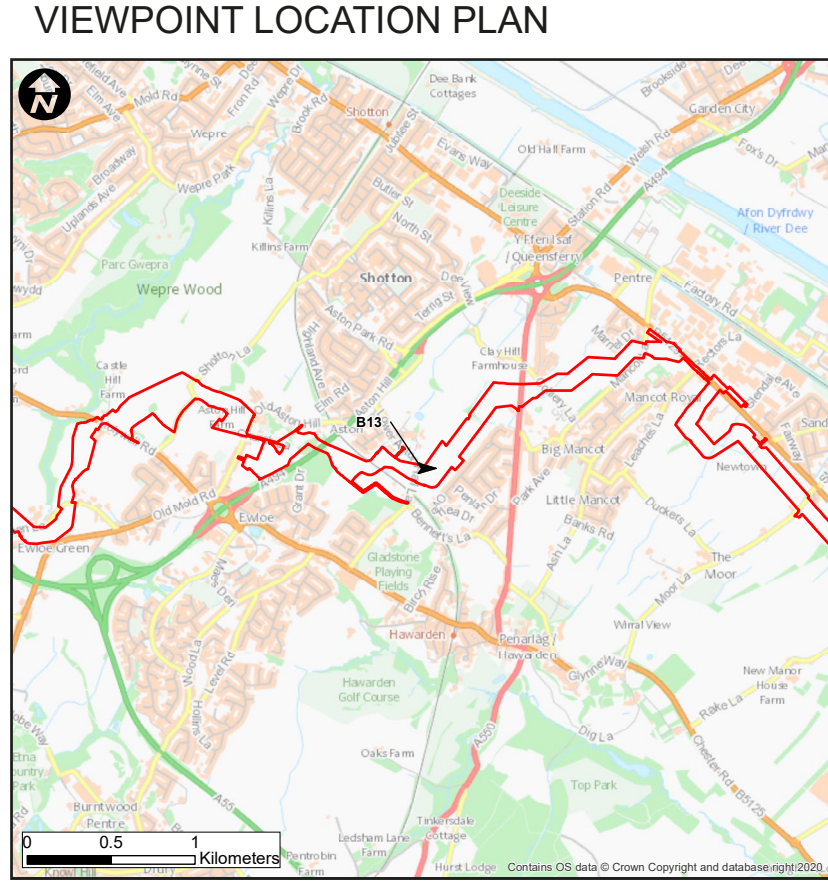 VIEWPOINT LOCATION PLAN
N
Dee Bank
Cottages
Brookside
Garden City
Mold Rd
Fron Rd
Wepre Dr
Brook Rd
Elm Ave
Wepre
Shotton
Jubilee St
Evans Way
Old Hall Farm
Welsh Rd
Fox's Dr
A494
Broadway
Wepre Park
Uplands Ave
Killins La
Butler St
Deeside
Leisure
Centre
Station Rd
North St
Afon Dyfrdwy
/ River Dee
Killins Farm
Parc Gwepra
Wepre Wood
Shotton
Dee View
Terrig St
/ Queensferry
Pentre
Factory Rd
Aston Park Rd
Highland Ave
Shotton La
Castle
Hill
Farm
Clay Hill
Farmhouse
Elm Rd
Aston Hill
Mancot Royal
Glendale Ave
Aston Hill
Farm
Old Aston Hill
Aston
B13
Big Mancot
Leaches La
Newtown
Fairway
Park Ave
Little Mancot
A494
Grant Dr
Old Mold Rd
Ewloe
Ewloe Green
Bennett's La
Banks Rd
Duckers La
Ash La
The
Moor
Moor La
Gladstone
Playing
Fields
Birch Rise
Hawarden
Penarlag /
Hawarden
Wirral View
Wood La
Level Rd
Hollins La
Glynne Way
New Manor
House
Farm
Rake La
Hawarden
Golf Course
A550
Dig La
Chester Rd
B5125
Oaks Farm
Top Park
A55
Burntwood
Pentre
Tinkersdale
Cottage
Ledsham Lane
Farm
Pentrobin
Farm
Hurst Lodge
0 0.5 1
Kilometers
Contains OS data © Crown Copyright and database right 2020